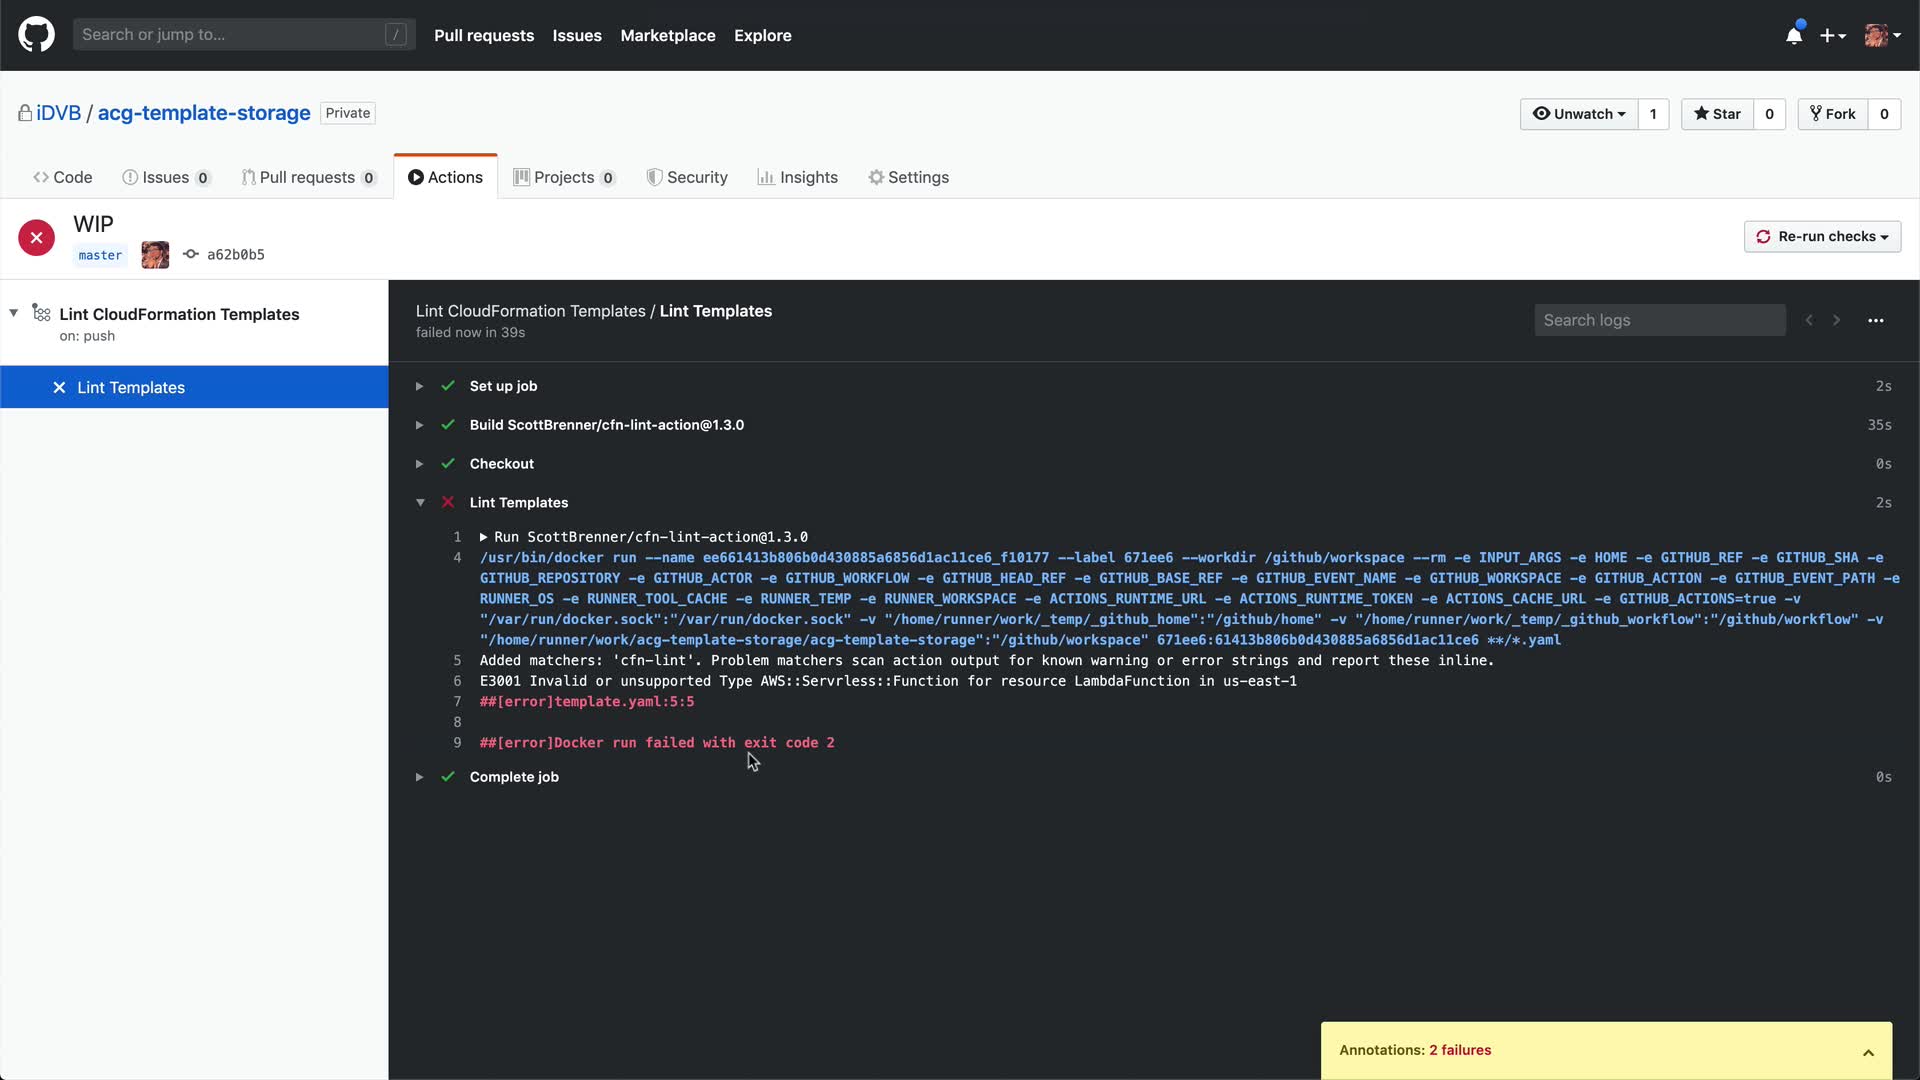 Search or jump to... /
Pull requests Issues Marketplace Explore
iDVB / acg-template-storage Private
Unwatch 1 Star 0 Fork 0
Code Issues 0 Pull requests 0 Actions Projects 0 Security Insights Settings
WIP
master a62b0b5
Re-run checks
Lint CloudFormation Templates
on: push
Lint Templates
Lint CloudFormation Templates / Lint Templates
failed now in 39s
Search logs
Set up job 2s
Build ScottBrenner/cfn-lint-action@1.3.0 35s
Checkout 0s
Lint Templates 2s
1 Run ScottBrenner/cfn-lint-action@1.3.0
4 /usr/bin/docker run --name ee661413b806b0d430885a6856d1ac11ce6_f10177 --label 671ee6 --workdir /github/workspace --rm -e INPUT_ARGS -e HOME -e GITHUB_REF -e GITHUB_SHA -e
GITHUB_REPOSITORY -e GITHUB_ACTOR -e GITHUB_WORKFLOW -e GITHUB_HEAD_REF -e GITHUB_BASE_REF -e GITHUB_EVENT_NAME -e GITHUB_WORKSPACE -e GITHUB_ACTION -e GITHUB_EVENT_PATH -e
RUNNER_OS -e RUNNER_TOOL_CACHE -e RUNNER_TEMP -e RUNNER_WORKSPACE -e ACTIONS_RUNTIME_URL -e ACTIONS_RUNTIME_TOKEN -e ACTIONS_CACHE_URL -e GITHUB_ACTIONS=true -v
"/var/run/docker.sock":"/var/run/docker.sock" -v "/home/runner/work/_temp/_github_home":"/github/home" -v "/home/runner/work/_temp/_github_workflow":"/github/workflow" -v
"/home/runner/work/acg-template-storage/acg-template-storage":"/github/workspace" 671ee6:61413b806b0d430885a6856d1ac11ce6 **/*.yaml
5 Added matchers: 'cfn-lint'. Problem matchers scan action output for known warning or error strings and report these inline.
6 E3001 Invalid or unsupported Type AWS::Servrless::Function for resource LambdaFunction in us-east-1
7 ##[error]template.yaml:5:5
8
9 ##[error]Docker run failed with exit code 2
Complete job 0s
Annotations: 2 failures